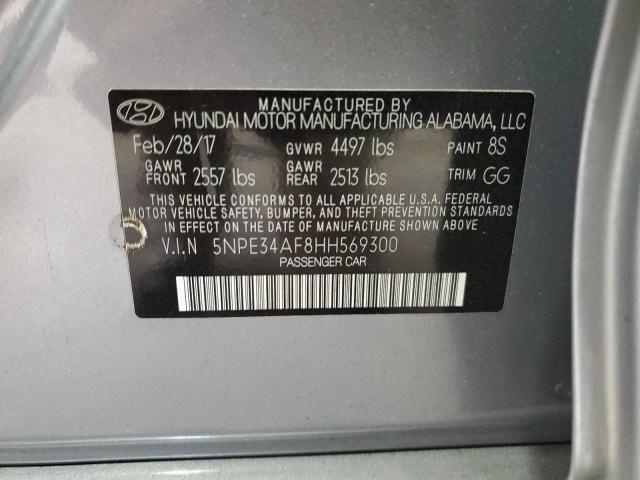 MANUFACTURED BY
HYUNDAI MOTOR MANUFACTURING ALABAMA, LLC
Feb/28/17 GVWR 4497 lbs PAINT 8S
GAWR FRONT 2557 lbs GAWR REAR 2513 lbs TRIM GG
THIS VEHICLE CONFORMS TO ALL APPLICABLE U.S.A. FEDERAL
MOTOR VEHICLE SAFETY, BUMPER, AND THEFT PREVENTION STANDARDS
IN EFFECT ON THE DATE OF MANUFACTURE SHOWN ABOVE.
V.I.N 5NPE34AF8HH569300
PASSENGER CAR